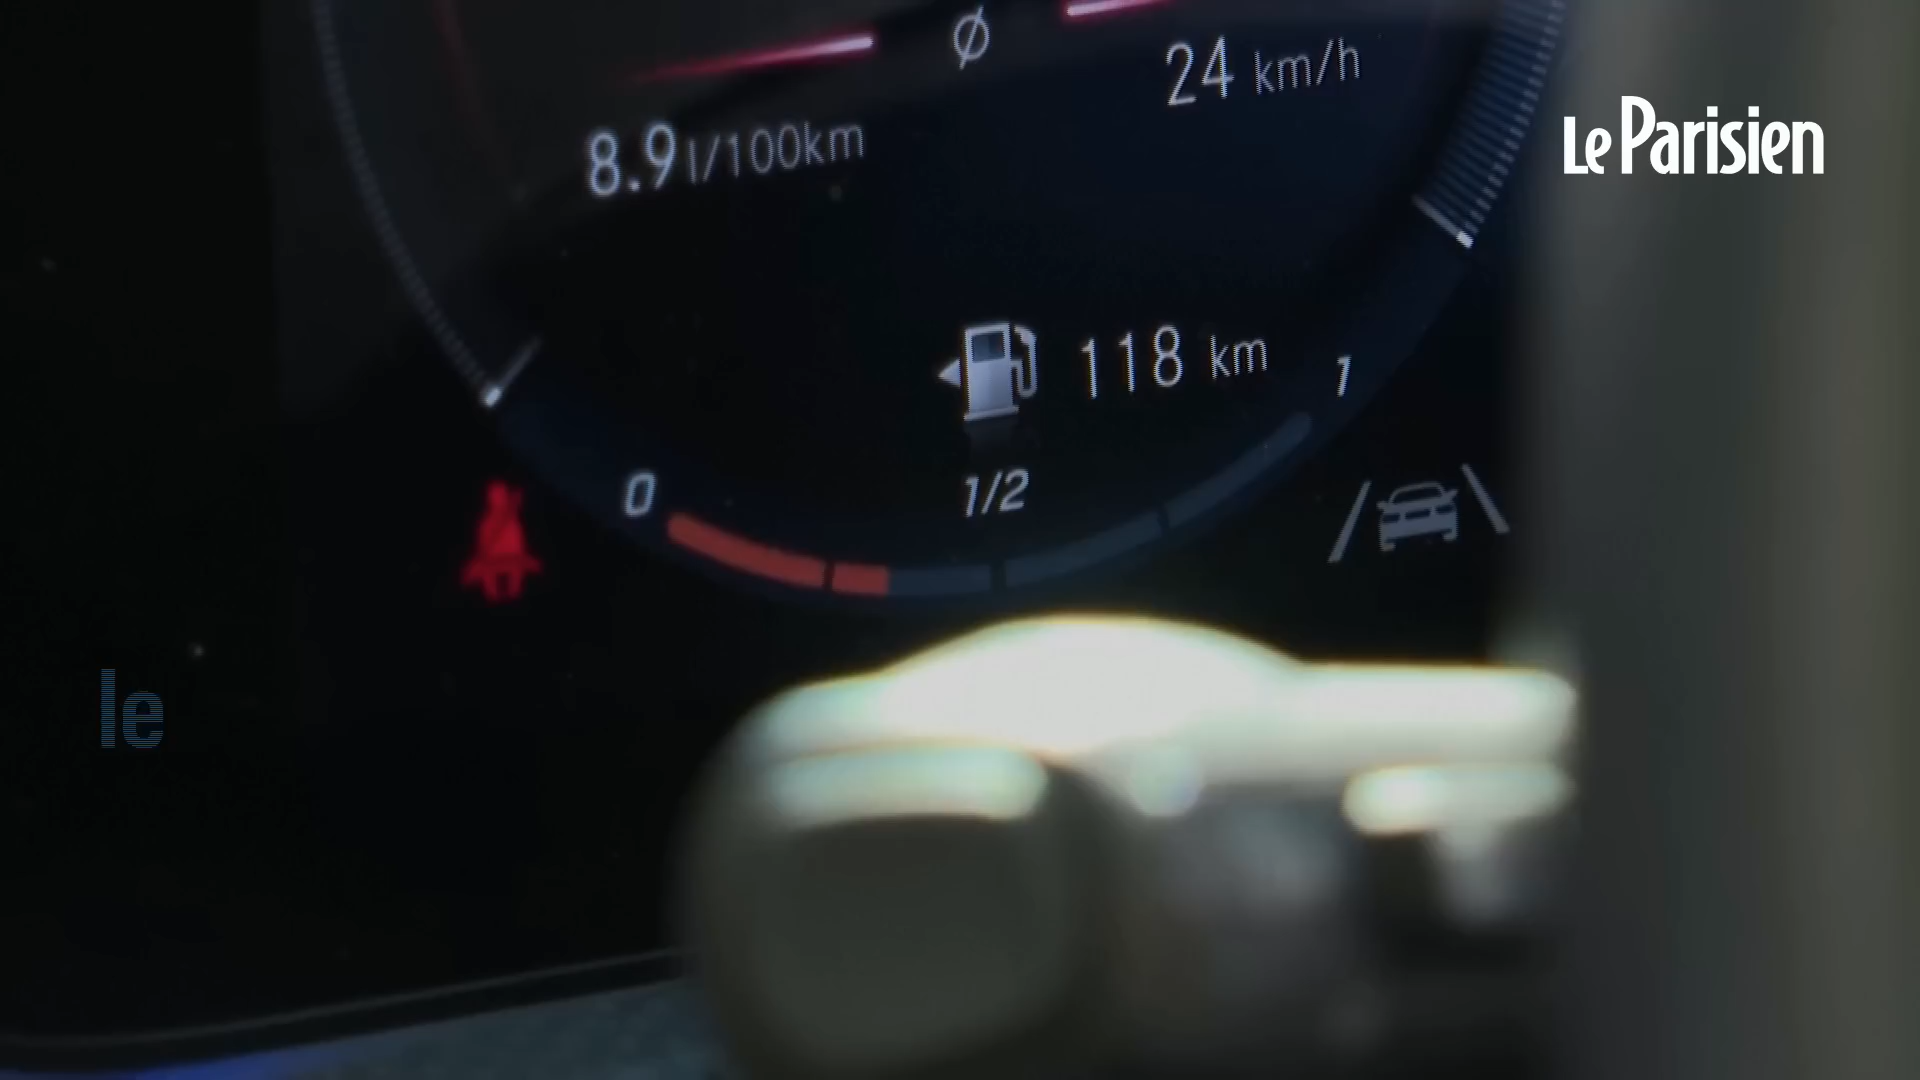 Ø
24 km/h
Le Parisien
8.9 l/100km
118 km
1
0
1/2
le